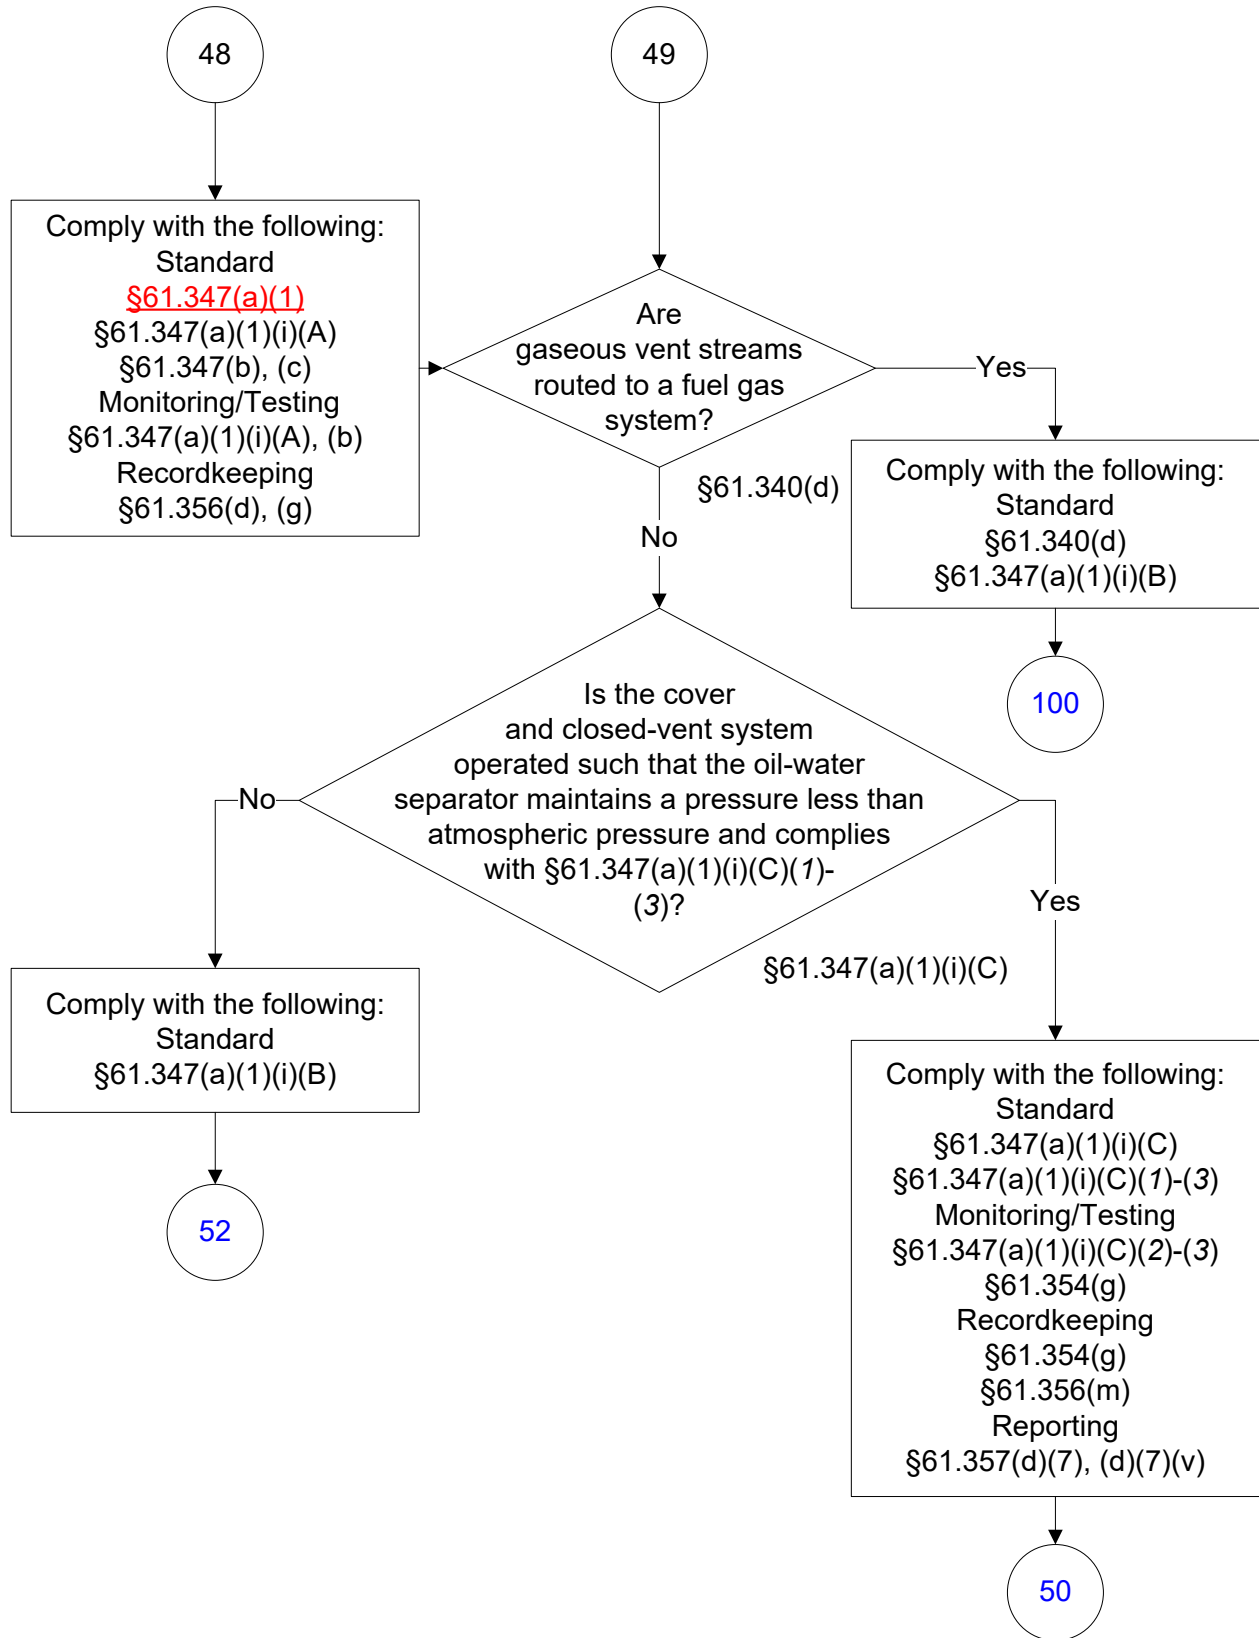 48
49
Comply with the following:
Standard
§61.347(a)(1)
§61.347(a)(1)(i)(A)
§61.347(b), (c)
Monitoring/Testing
§61.347(a)(1)(i)(A), (b)
Recordkeeping
§61.356(d), (g)
Are
gaseous vent streams
routed to a fuel gas
system?
Yes
§61.340(d)
No
Comply with the following:
Standard
§61.340(d)
§61.347(a)(1)(i)(B)
100
Is the cover
and closed-vent system
operated such that the oil-water
separator maintains a pressure less than
atmospheric pressure and complies
with §61.347(a)(1)(i)(C)(1)-
(3)?
No
Yes
§61.347(a)(1)(i)(C)
Comply with the following:
Standard
§61.347(a)(1)(i)(B)
52
Comply with the following:
Standard
§61.347(a)(1)(i)(C)
§61.347(a)(1)(i)(C)(1)-(3)
Monitoring/Testing
§61.347(a)(1)(i)(C)(2)-(3)
§61.354(g)
Recordkeeping
§61.354(g)
§61.356(m)
Reporting
§61.357(d)(7), (d)(7)(v)
50